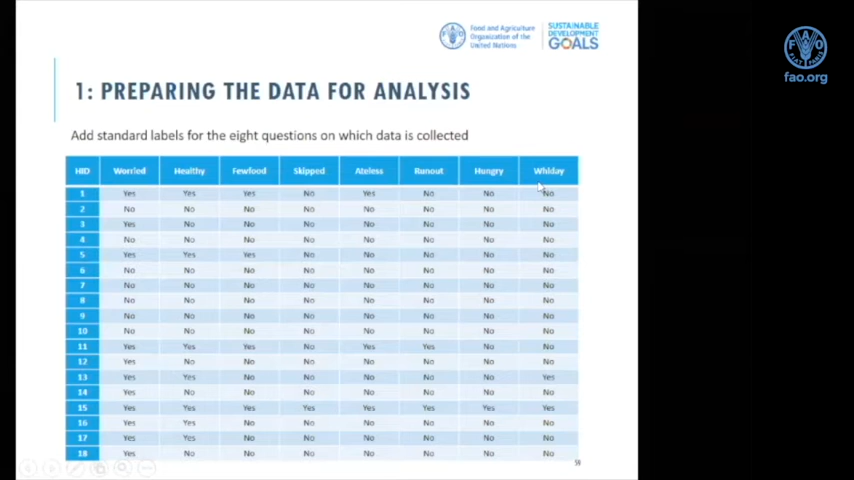 Food and Agriculture
Organization of the
United Nations
SUSTAINABLE
DEVELOPMENT
GOALS
FAO
FIAT PANIS
fao.org
1: PREPARING THE DATA FOR ANALYSIS
Add standard labels for the eight questions on which data is collected
HID Worried Healthy Fewfood Skipped Ateless Runout Hungry Whlday
1 Yes Yes Yes No Yes No No No
2 No No No No No No No No
3 Yes No No No No No No No
4 No No No No No No No No
5 Yes Yes Yes No No No No No
6 No No No No No No No No
7 No No No No No No No No
8 No No No No No No No No
9 No No No No No No No No
10 No No No No No No No No
11 Yes Yes Yes No Yes Yes No No
12 Yes No No No No No No No
13 Yes Yes No No No No No Yes
14 Yes No No No No No No No
15 Yes Yes Yes Yes Yes Yes Yes Yes
16 Yes Yes No No No No No No
17 Yes Yes No No No No No No
18 Yes No No No No No No No
59